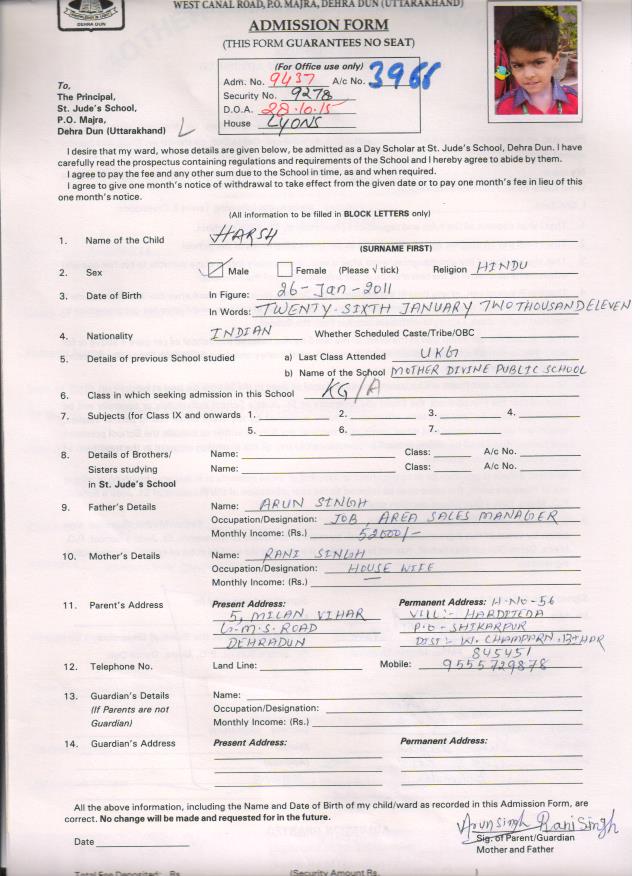 DEHRA DUN
WEST CANAL ROAD, P.O. MAJRA, DEHRA DUN (UTTARAKHAND)
ADMISSION FORM
(THIS FORM GUARANTEES NO SEAT)
(For Office use only)
Adm. No. 9437 A/c No. 3966
Security No. 9278
D.O.A. 28.10.15
House LYONS
To,
The Principal,
St. Jude's School,
P.O. Majra,
Dehra Dun (Uttarakhand)
I desire that my ward, whose details are given below, be admitted as a Day Scholar at St. Jude's School, Dehra Dun. I have
carefully read the prospectus containing regulations and requirements of the School and I hereby agree to abide by them.
I agree to pay the fee and any other sum due to the School in time, as and when required.
I agree to give one month's notice of withdrawal to take effect from the given date or to pay one month's fee in lieu of this
one month's notice.
(All information to be filled in BLOCK LETTERS only)
1. Name of the Child HARSH
(SURNAME FIRST)
2. Sex Male Female (Please √ tick) Religion HINDU
3. Date of Birth In Figure: 26-Jan-2011
In Words: TWENTY-SIXTH JANUARY TWO THOUSAND ELEVEN
4. Nationality INDIAN Whether Scheduled Caste/Tribe/OBC
5. Details of previous School studied a) Last Class Attended UKG
b) Name of the School MOTHER DIVINE PUBLIC SCHOOL
6. Class in which seeking admission in this School KG/A
7. Subjects (for Class IX and onwards 1. 2. 3. 4.
5. 6. 7.
8. Details of Brothers/ Name: Class: A/c No.
Sisters studying Name: Class: A/c No.
in St. Jude's School
9. Father's Details Name: ARUN SINGH
Occupation/Designation: JOB, AREA SALES MANAGER
Monthly Income: (Rs.) 52000/-
10. Mother's Details Name: RANI SINGH
Occupation/Designation: HOUSE WIFE
Monthly Income: (Rs.) —
11. Parent's Address Present Address: Permanent Address: H-NO-56
5, MILAN VIHAR VILL:- HARDITEDA
G.M.S. ROAD P.O- SHIKARPUR
DEHRADUN DIST:- W. CHAMPARN, BIHAR
845451
12. Telephone No. Land Line: Mobile: 9555729878
13. Guardian's Details Name:
(If Parents are not Occupation/Designation:
Guardian) Monthly Income: (Rs.)
14. Guardian's Address Present Address: Permanent Address:
All the above information, including the Name and Date of Birth of my child/ward as recorded in this Admission Form, are
correct. No change will be made and requested for in the future.
Arunsingh Rani Singh
Date Sig. of Parent/Guardian
Mother and Father
Total Fee Deposited: Rs. (Security Amount Rs. )